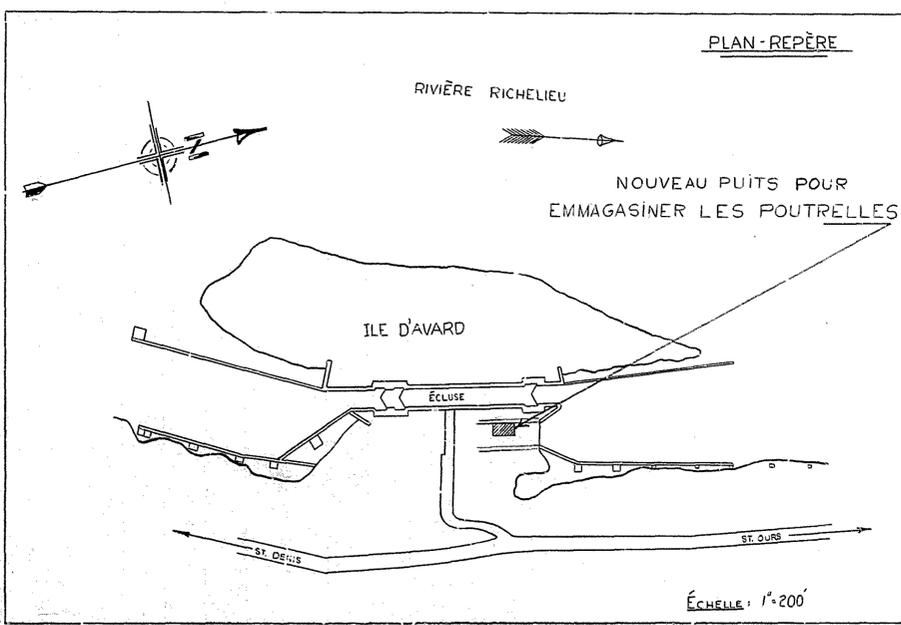 PLAN-REPÈRE
RIVIÈRE RICHELIEU
N
NOUVEAU PUITS POUR
EMMAGASINER LES POUTRELLES
ILE D'AVARD
ÉCLUSE
ST. DENIS
ST. OURS
ÉCHELLE: 1"=200'